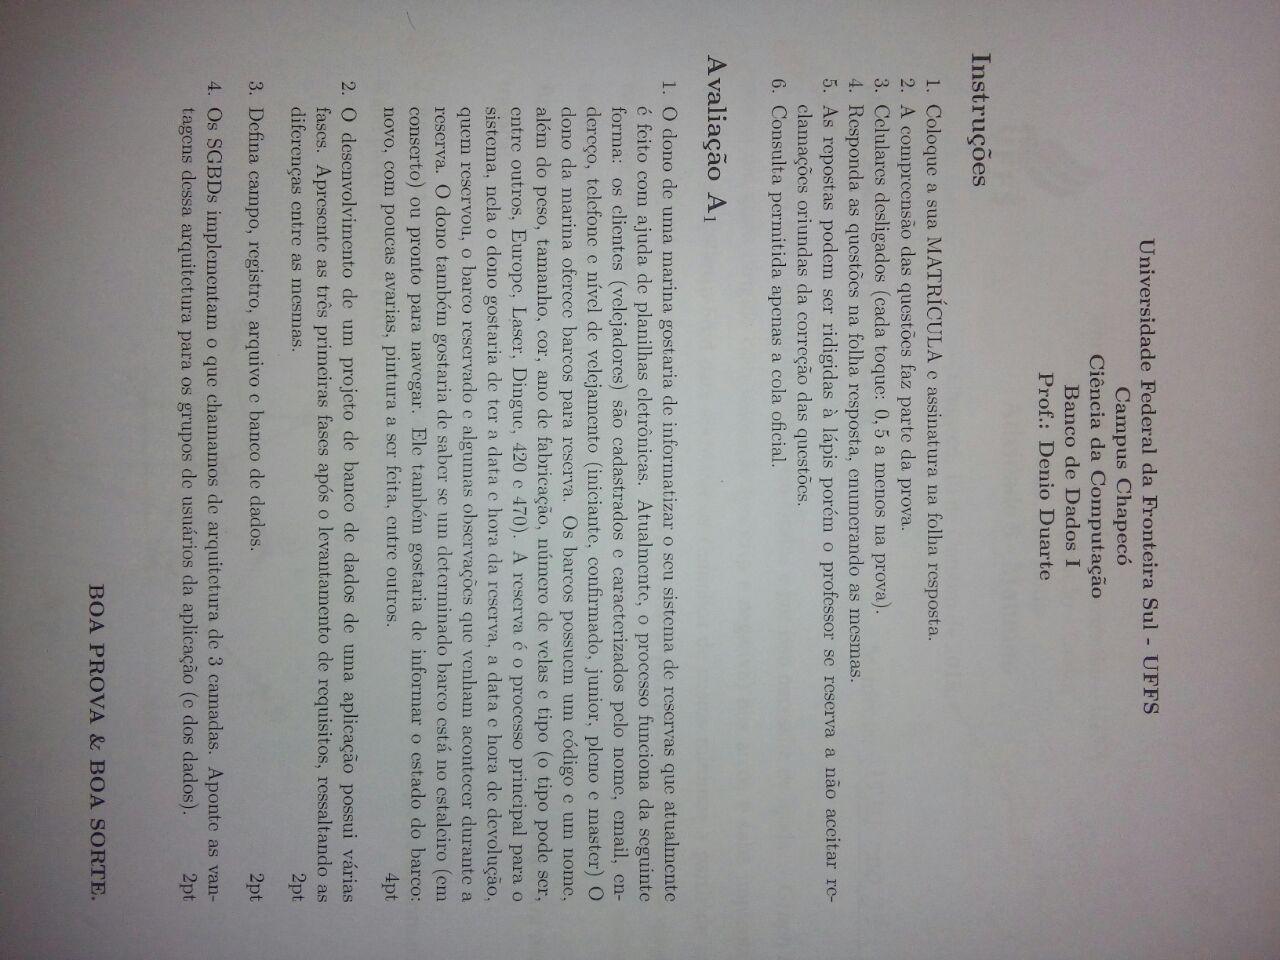 Universidade Federal da Fronteira Sul - UFFS
Campus Chapecó
Ciência da Computação
Banco de Dados I
Prof.: Denio Duarte
Instruções
1. Coloque a sua MATRÍCULA e assinatura na folha resposta.
2. A compreensão das questões faz parte da prova.
3. Celulares desligados (cada toque: 0,5 a menos na prova).
4. Responda as questões na folha resposta, enumerando as mesmas.
5. As repostas podem ser ridigidas à lápis porém o professor se reserva a não aceitar re-
clamações oriundas da correção das questões.
6. Consulta permitida apenas a cola oficial.
Avaliação A1
1. O dono de uma marina gostaria de informatizar o seu sistema de reservas que atualmente
é feito com ajuda de planilhas eletrônicas. Atualmente, o processo funciona da seguinte
forma: os clientes (velejadores) são cadastrados e caracterizados pelo nome, email, en-
dereço, telefone e nível de velejamento (iniciante, confirmado, junior, pleno e master) O
dono da marina oferece barcos para reserva. Os barcos possuem um código e um nome,
além do peso, tamanho, cor, ano de fabricação, número de velas e tipo (o tipo pode ser,
entre outros, Europe, Laser, Dingue, 420 e 470). A reserva é o processo principal para o
sistema, nela o dono gostaria de ter a data e hora da reserva, a data e hora de devolução,
quem reservou, o barco reservado e algumas observações que venham acontecer durante a
reserva. O dono também gostaria de saber se um determinado barco está no estaleiro (em
conserto) ou pronto para navegar. Ele também gostaria de informar o estado do barco:
novo, com poucas avarias, pintura a ser feita, entre outros. 4pt
2. O desenvolvimento de um projeto de banco de dados de uma aplicação possui várias
fases. Apresente as três primeiras fases após o levantamento de requisitos, ressaltando as
diferenças entre as mesmas. 2pt
3. Defina campo, registro, arquivo e banco de dados. 2pt
4. Os SGBDs implementam o que chamamos de arquitetura de 3 camadas. Aponte as van-
tagens dessa arquitetura para os grupos de usuários da aplicação (e dos dados). 2pt
BOA PROVA & BOA SORTE.